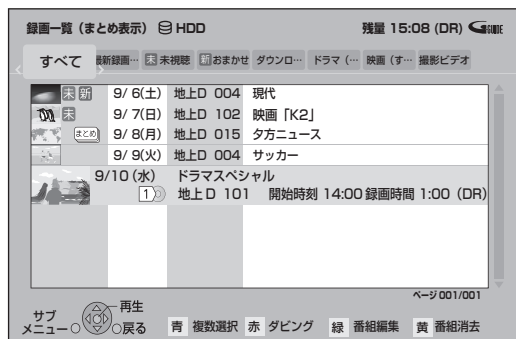 録画一覧（まとめ表示） HDD 残量 15:08 (DR) GGUIDE
すべて 最新録画… 未 未視聴 新 おまかせ ダウンロ… ドラマ（… 映画（す… 撮影ビデオ
未 新 9/ 6(土) 地上D 004 現代
未 9/ 7(日) 地上D 102 映画「K2」
まとめ 9/ 8(月) 地上D 015 夕方ニュース
9/ 9(火) 地上D 004 サッカー
9/10 (水) ドラマスペシャル
1 地上D 101 開始時刻 14:00 録画時間 1:00 (DR)
ページ 001/001
サブメニュー 再生 戻る 青 複数選択 赤 ダビング 緑 番組編集 黄 番組消去